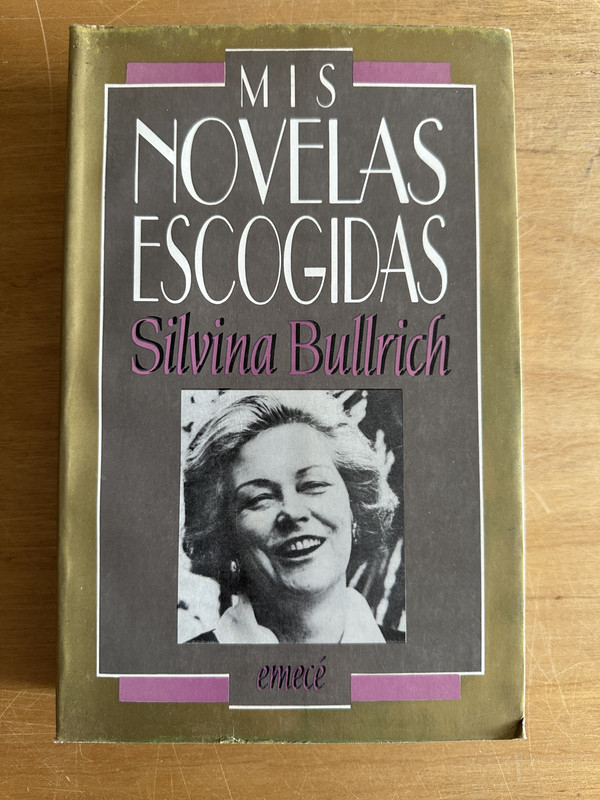 MIS
NOVELAS
ESCOGIDAS
Silvina Bullrich
emecé